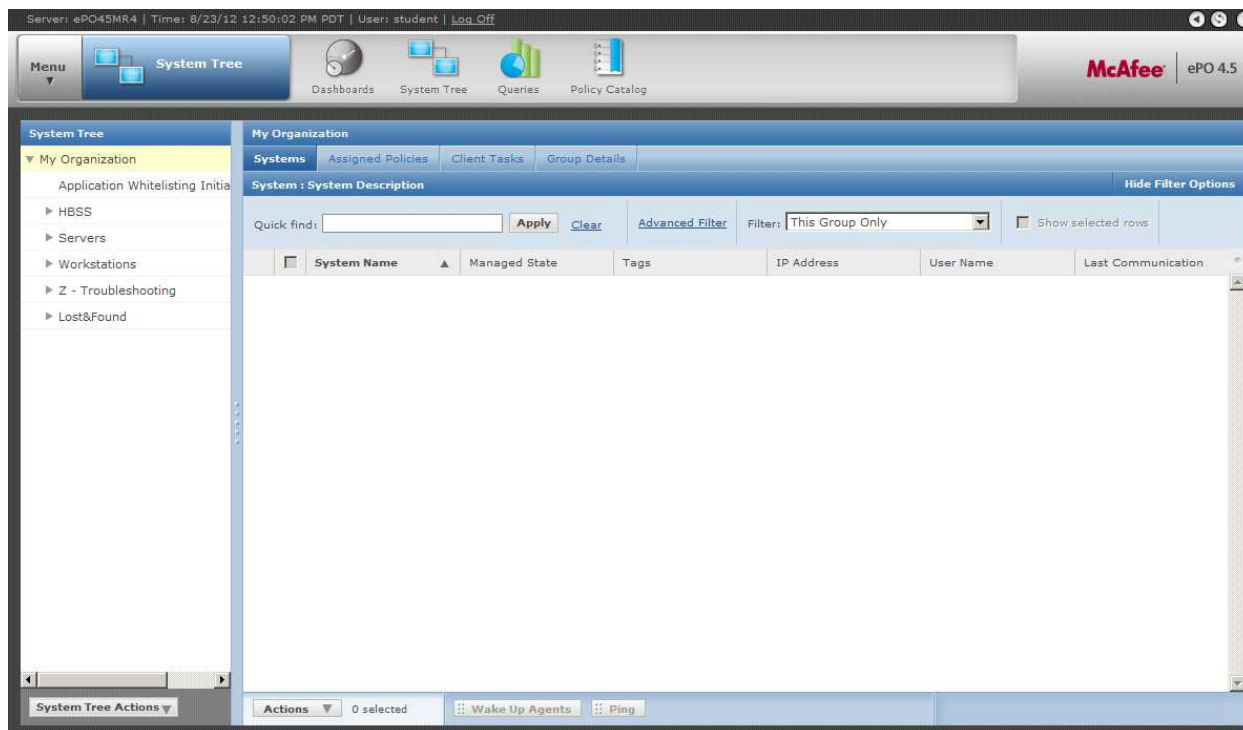 Server: ePO45MR4 | Time: 8/23/12 12:50:02 PM PDT | User: student | Log Off
Menu
System Tree
Dashboards
System Tree
Queries
Policy Catalog
McAfee
ePO 4.5
System Tree
My Organization
Application Whitelisting Initia
HBSS
Servers
Workstations
Z - Troubleshooting
Lost&Found
System Tree Actions
My Organization
Systems
Assigned Policies
Client Tasks
Group Details
System : System Description
Hide Filter Options
Quick find:
Apply
Clear
Advanced Filter
Filter: This Group Only
Show selected rows
System Name
Managed State
Tags
IP Address
User Name
Last Communication
Actions
0 selected
Wake Up Agents
Ping